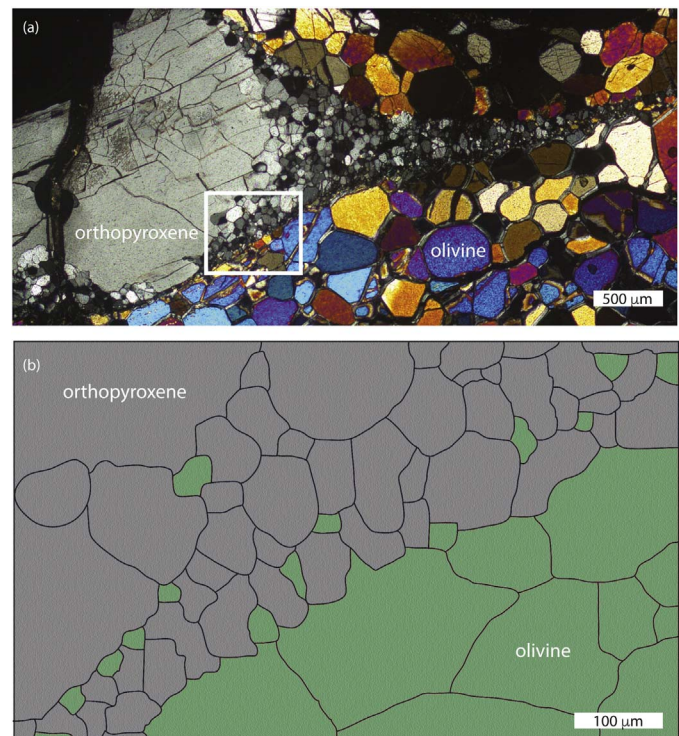 (a)
orthopyroxene
olivine
500 μm
(b)
orthopyroxene
olivine
100 μm